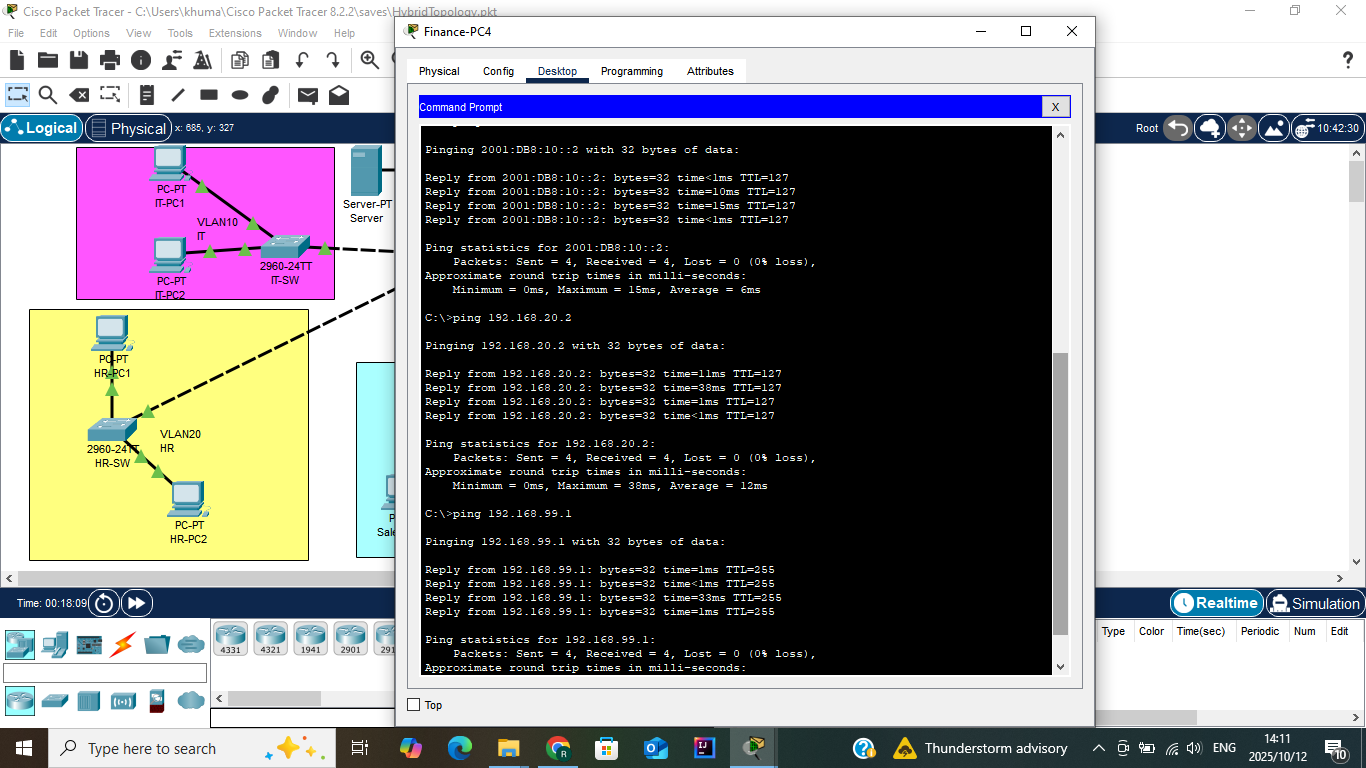 Cisco Packet Tracer - C:\Users\khuma\Cisco Packet Tracer 8.2.2\saves\HybridTopology.pkt
File Edit Options View Tools Extensions Window Help
Logical
Physical
x: 685, y: 327
Root
10:42:30
PC-PT
IT-PC1
VLAN10
IT
PC-PT
IT-PC2
2960-24TT
IT-SW
Server-PT
Server
PC-PT
HR-PC1
VLAN20
HR
2960-24TT
HR-SW
PC-PT
HR-PC2
Finance-PC4
Physical Config Desktop Programming Attributes
Command Prompt
X
Pinging 2001:DB8:10::2 with 32 bytes of data:
Reply from 2001:DB8:10::2: bytes=32 time<1ms TTL=127
Reply from 2001:DB8:10::2: bytes=32 time=10ms TTL=127
Reply from 2001:DB8:10::2: bytes=32 time=15ms TTL=127
Reply from 2001:DB8:10::2: bytes=32 time<1ms TTL=127
Ping statistics for 2001:DB8:10::2:
Packets: Sent = 4, Received = 4, Lost = 0 (0% loss),
Approximate round trip times in milli-seconds:
Minimum = 0ms, Maximum = 15ms, Average = 6ms
C:\>ping 192.168.20.2
Pinging 192.168.20.2 with 32 bytes of data:
Reply from 192.168.20.2: bytes=32 time=11ms TTL=127
Reply from 192.168.20.2: bytes=32 time=38ms TTL=127
Reply from 192.168.20.2: bytes=32 time=1ms TTL=127
Reply from 192.168.20.2: bytes=32 time<1ms TTL=127
Ping statistics for 192.168.20.2:
Packets: Sent = 4, Received = 4, Lost = 0 (0% loss),
Approximate round trip times in milli-seconds:
Minimum = 0ms, Maximum = 38ms, Average = 12ms
C:\>ping 192.168.99.1
Pinging 192.168.99.1 with 32 bytes of data:
Reply from 192.168.99.1: bytes=32 time=1ms TTL=255
Reply from 192.168.99.1: bytes=32 time<1ms TTL=255
Reply from 192.168.99.1: bytes=32 time=33ms TTL=255
Reply from 192.168.99.1: bytes=32 time=1ms TTL=255
Ping statistics for 192.168.99.1:
Packets: Sent = 4, Received = 4, Lost = 0 (0% loss),
Approximate round trip times in milli-seconds:
Top
Time: 00:18:09
Realtime
Simulation
4331 4321 1941 2901
Type Color Time(sec) Periodic Num Edit
Type here to search
Thunderstorm advisory
ENG
14:11
2025/10/12
10